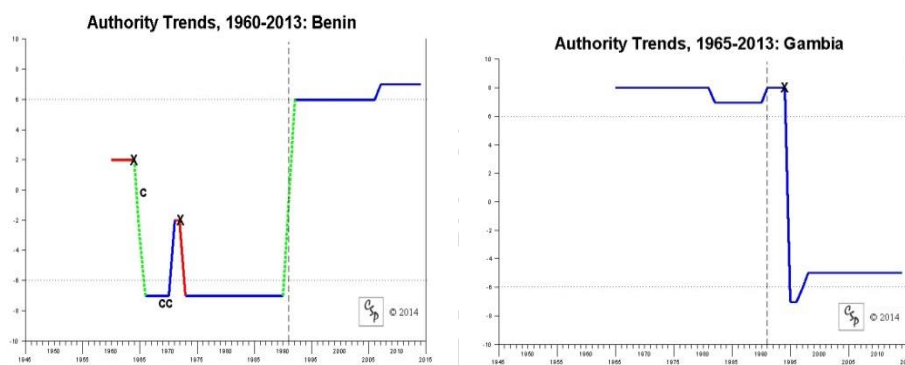 Authority Trends, 1960-2013: Benin
10
8
6
4
2
0
-2
-4
-6
-8
-10
X
C
X
CC
CSP © 2014
1945 1950 1955 1960 1965 1970 1975 1980 1985 1990 1995 2000 2005 2010 2015
Authority Trends, 1965-2013: Gambia
10
8
6
4
2
0
-2
-4
-6
-8
-10
X
CSP © 2014
1945 1950 1955 1960 1965 1970 1975 1980 1985 1990 1995 2000 2005 2010